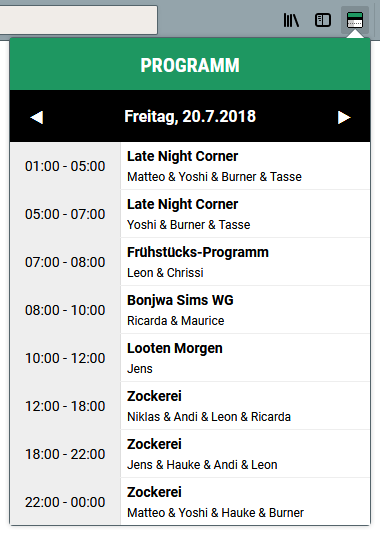 PROGRAMM
◀ Freitag, 20.7.2018 ▶
01:00 - 05:00 Late Night Corner
Matteo & Yoshi & Burner & Tasse
05:00 - 07:00 Late Night Corner
Yoshi & Burner & Tasse
07:00 - 08:00 Frühstücks-Programm
Leon & Chrissi
08:00 - 10:00 Bonjwa Sims WG
Ricarda & Maurice
10:00 - 12:00 Looten Morgen
Jens
12:00 - 18:00 Zockerei
Niklas & Andi & Leon & Ricarda
18:00 - 22:00 Zockerei
Jens & Hauke & Andi & Leon
22:00 - 00:00 Zockerei
Matteo & Yoshi & Hauke & Burner